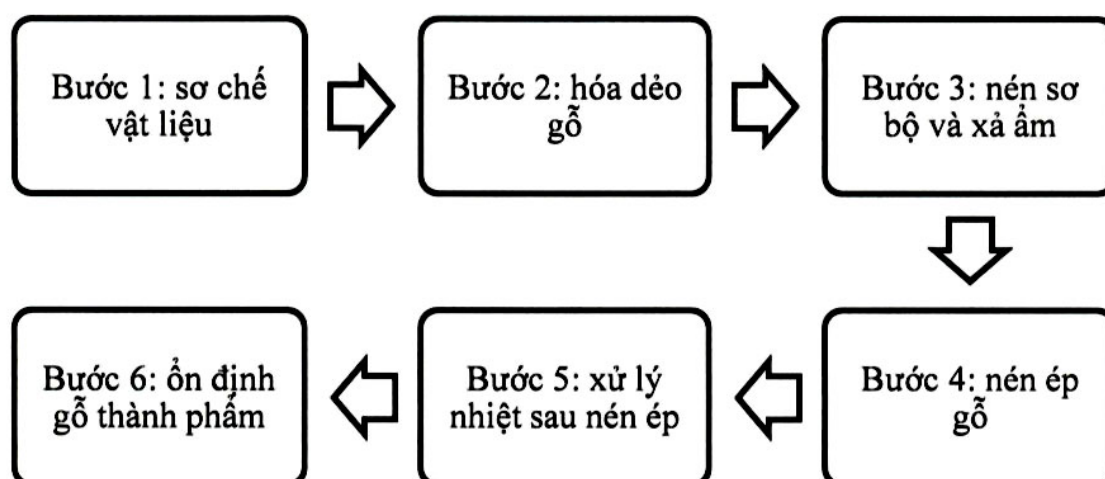 Bước 1: sơ chế
vật liệu
Bước 2: hóa dẻo
gỗ
Bước 3: nén sơ
bộ và xả ẩm
Bước 4: nén ép
gỗ
Bước 5: xử lý
nhiệt sau nén ép
Bước 6: ổn định
gỗ thành phẩm